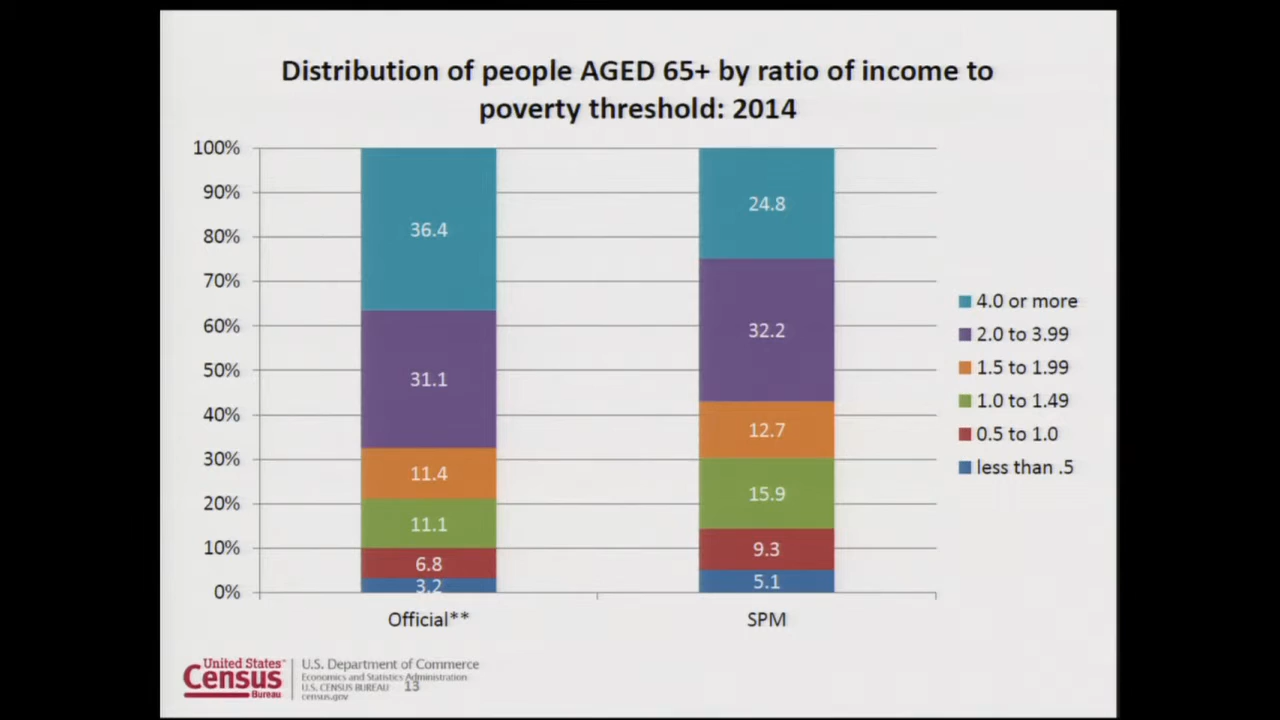 Distribution of people AGED 65+ by ratio of income to
poverty threshold: 2014
100%
90%
80%
70%
60%
50%
40%
30%
20%
10%
0%
36.4
31.1
11.4
11.1
6.8
3.2
24.8
32.2
12.7
15.9
9.3
5.1
Official**
SPM
4.0 or more
2.0 to 3.99
1.5 to 1.99
1.0 to 1.49
0.5 to 1.0
less than .5
United States™
Census
Bureau
U.S. Department of Commerce
Economics and Statistics Administration
U.S. CENSUS BUREAU
census.gov
13